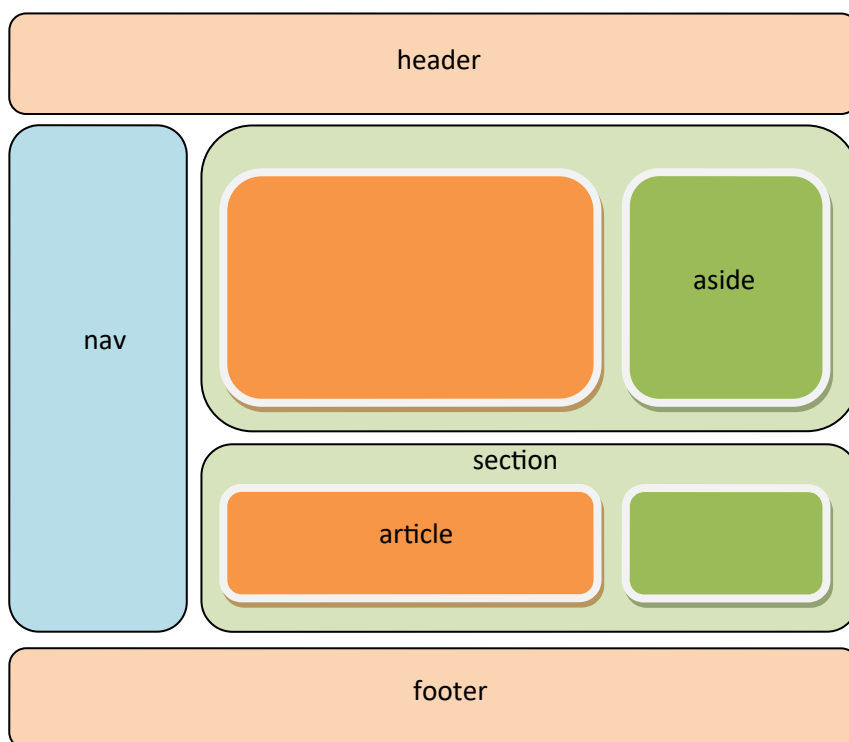 header
nav
aside
section
article
footer